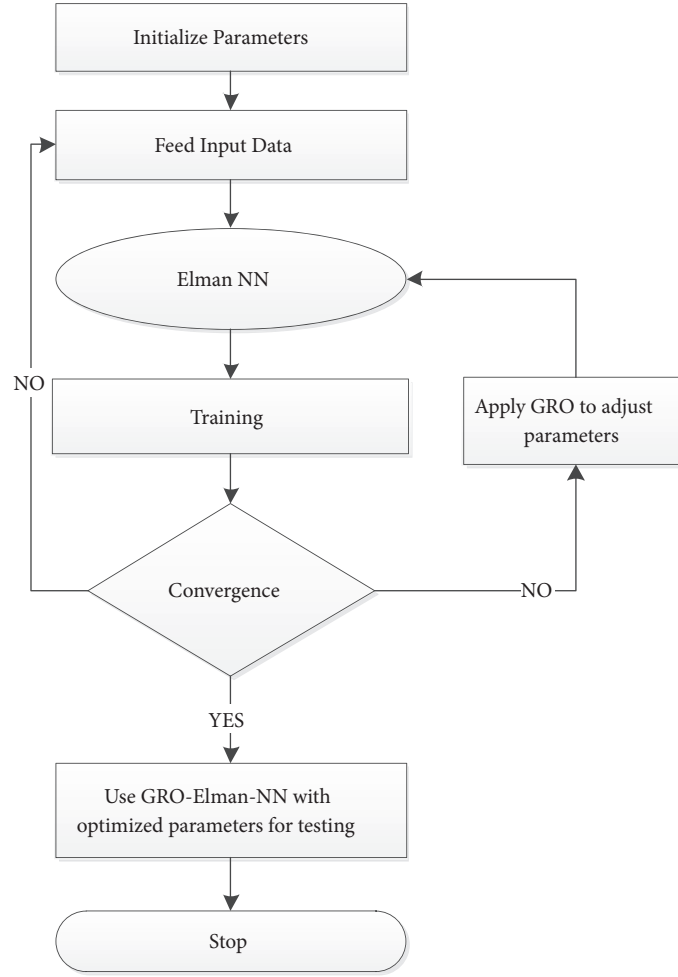 Initialize Parameters
Feed Input Data
Elman NN
NO
Training
Apply GRO to adjust
parameters
Convergence
NO
YES
Use GRO-Elman-NN with
optimized parameters for testing
Stop